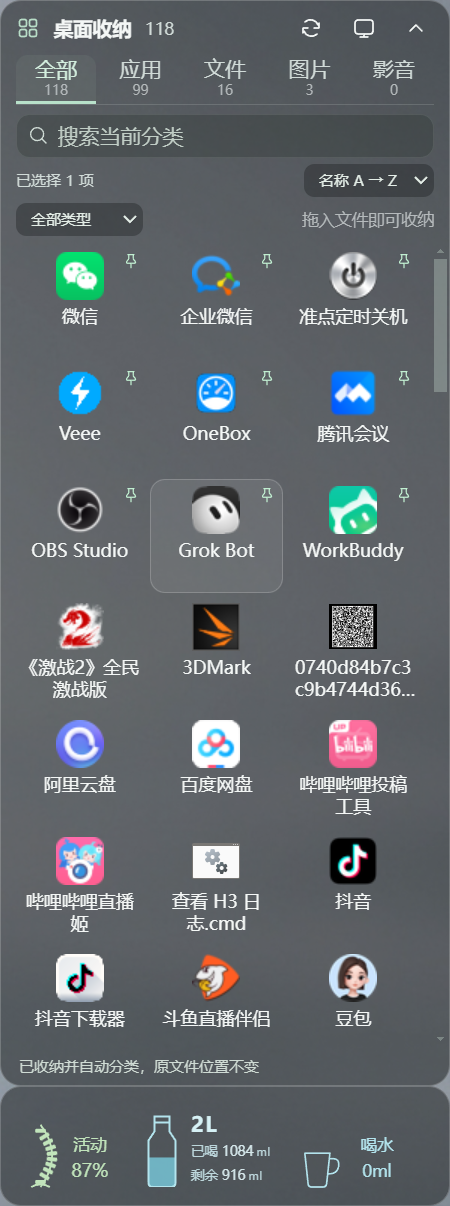 桌面收纳 118
全部 应用 文件 图片 影音
118 99 16 3 0
搜索当前分类
已选择 1 项
名称 A → Z
全部类型
拖入文件即可收纳
微信 企业微信 准点定时关机
Veee OneBox 腾讯会议
OBS Studio Grok Bot WorkBuddy
《激战2》全民 3DMark 0740d84b7c3
激战版 c9b4744d36...
阿里云盘 百度网盘 哔哩哔哩投稿
工具
哔哩哔哩直播 查看 H3 日 抖音
姬 志.cmd
抖音下载器 斗鱼直播伴侣 豆包
已收纳并自动分类，原文件位置不变
活动
87%
2L
已喝 1084 ml
剩余 916 ml
喝水
0ml